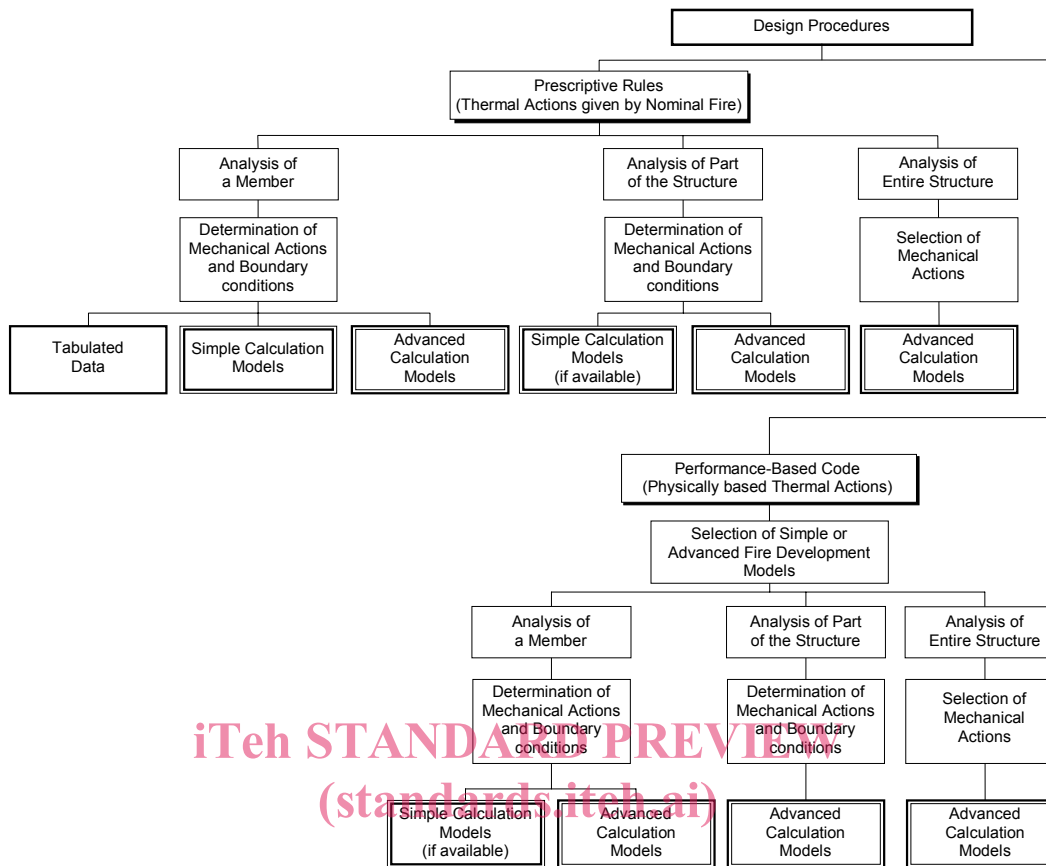 Design Procedures
Prescriptive Rules
(Thermal Actions given by Nominal Fire)
Analysis of
a Member
Analysis of Part
of the Structure
Analysis of
Entire Structure
Determination of
Mechanical Actions
and Boundary
conditions
Determination of
Mechanical Actions
and Boundary
conditions
Selection of
Mechanical
Actions
Tabulated
Data
Simple Calculation
Models
Advanced
Calculation
Models
Simple Calculation
Models
(if available)
Advanced
Calculation
Models
Advanced
Calculation
Models
Performance-Based Code
(Physically based Thermal Actions)
Selection of Simple or
Advanced Fire Development
Models
Analysis of
a Member
Analysis of Part
of the Structure
Analysis of
Entire Structure
Determination of
Mechanical Actions
and Boundary
conditions
Determination of
Mechanical Actions
and Boundary
conditions
Selection of
Mechanical
Actions
iTeh STANDARD PREVIEW
(standards.iteh.ai)
Simple Calculation
Models
(if available)
Advanced
Calculation
Models
Advanced
Calculation
Models
Advanced
Calculation
Models